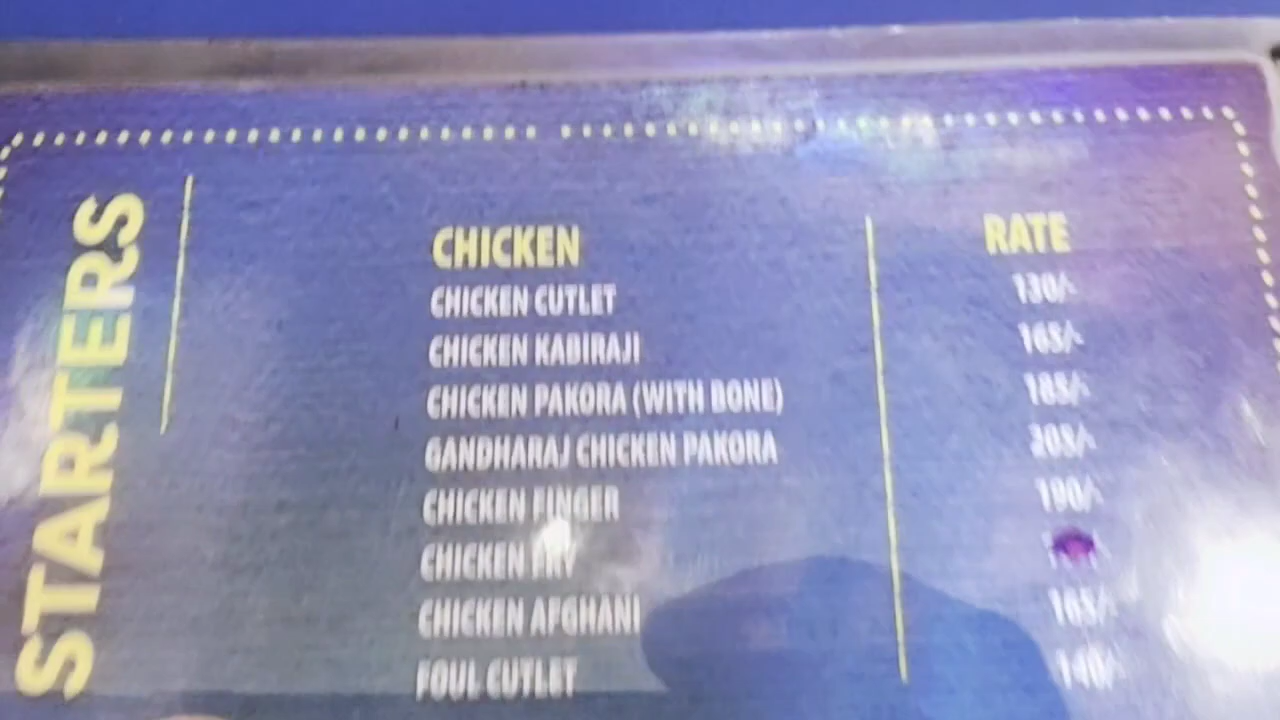 STARTERS
CHICKEN RATE
CHICKEN CUTLET 130/-
CHICKEN KABIRAJI 165/-
CHICKEN PAKORA (WITH BONE) 185/-
GANDHARAJ CHICKEN PAKORA 205/-
CHICKEN FINGER 190/-
CHICKEN FRY
CHICKEN AFGHANI 165/-
FOUL CUTLET 140/-